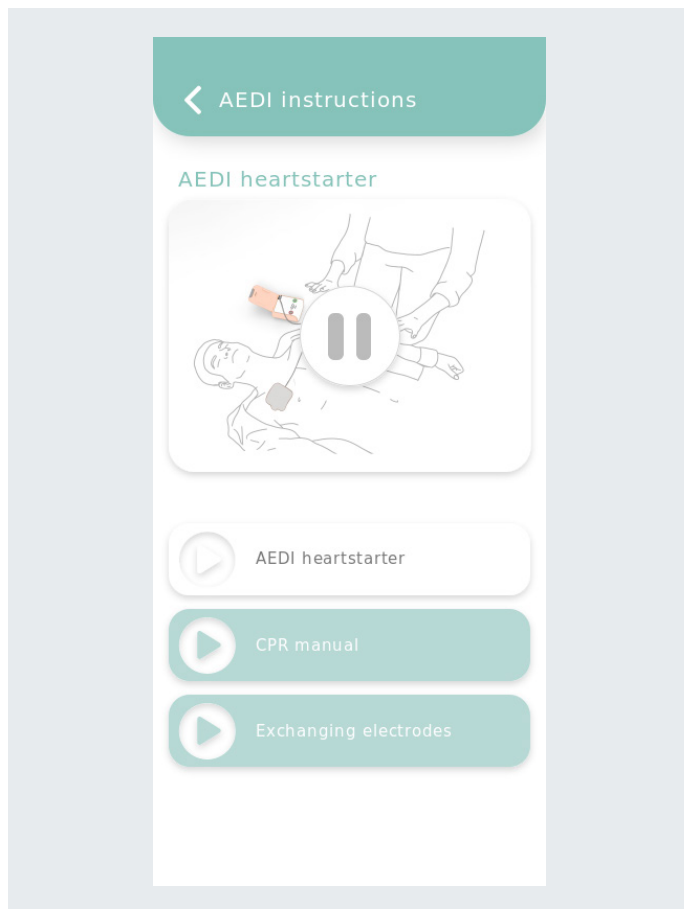 AEDI instructions
AEDI heartstarter
AEDI heartstarter
CPR manual
Exchanging electrodes